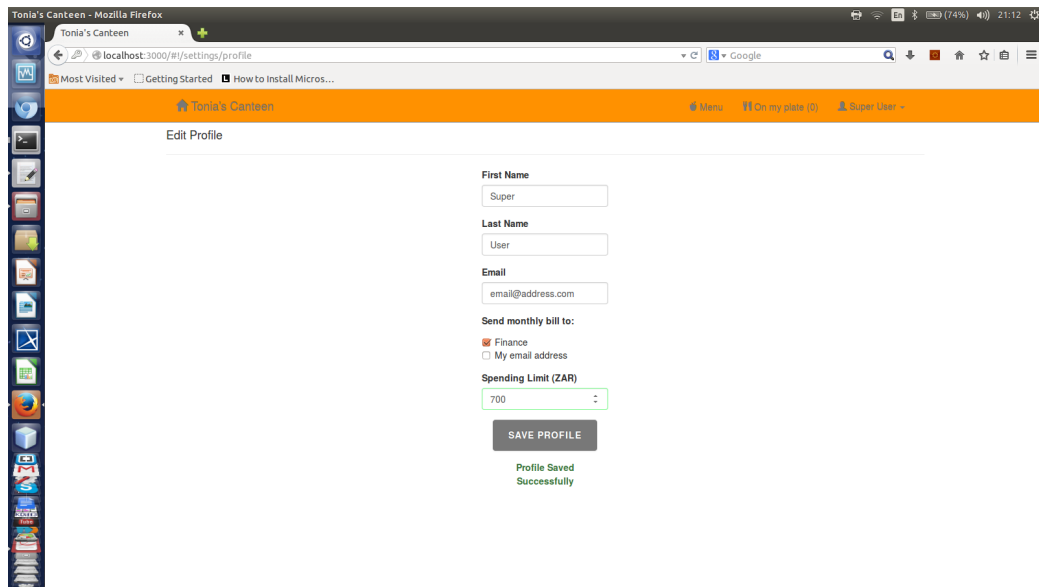 Tonia's Canteen - Mozilla Firefox
En (74%) 21:12
Tonia's Canteen
localhost:3000/#!/settings/profile
Google
Most Visited Getting Started How to Install Micros...
Tonia's Canteen Menu On my plate (0) Super User
Edit Profile
First Name
Super
Last Name
User
Email
email@address.com
Send monthly bill to:
Finance
My email address
Spending Limit (ZAR)
700
SAVE PROFILE
Profile Saved
Successfully